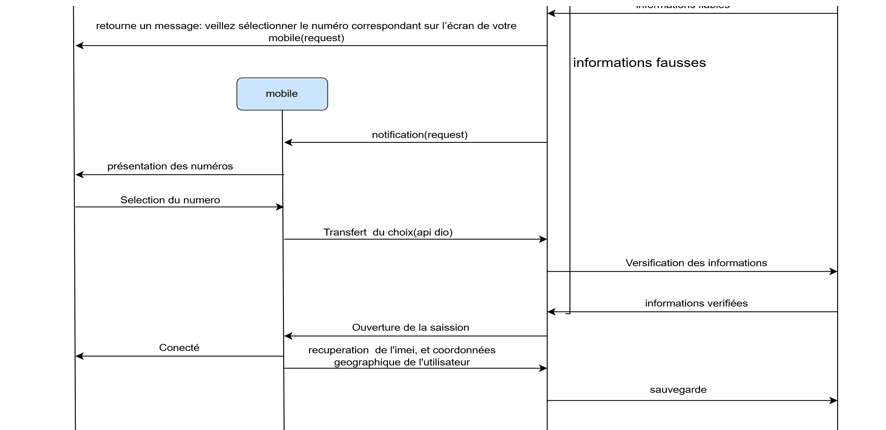 informations fiables
retourne un message: veillez sélectionner le numéro correspondant sur l'écran de votre
mobile(request)
informations fausses
mobile
notification(request)
présentation des numéros
Selection du numero
Transfert du choix(api dio)
Versification des informations
informations verifiées
Ouverture de la saission
Conecté
recuperation de l'imei, et coordonnées
geographique de l'utilisateur
sauvegarde